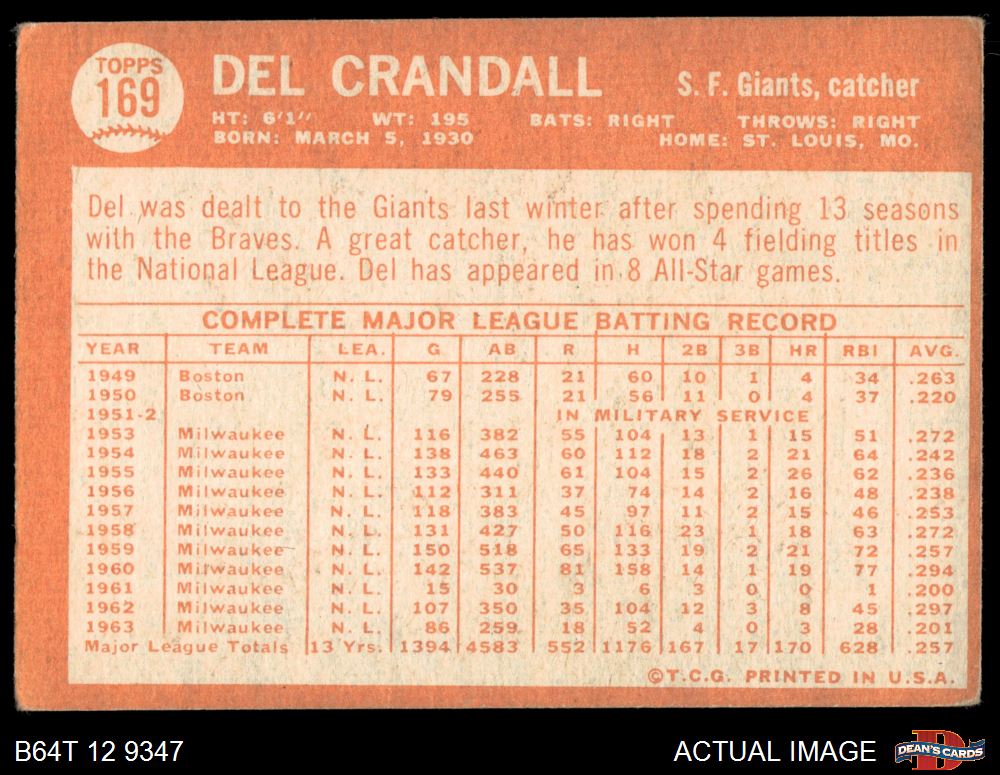 TOPPS
169
DEL CRANDALL
S. F. Giants, catcher
HT: 6'1" WT: 195 BATS: RIGHT THROWS: RIGHT
BORN: MARCH 5, 1930 HOME: ST. LOUIS, MO.
Del was dealt to the Giants last winter after spending 13 seasons
with the Braves. A great catcher, he has won 4 fielding titles in
the National League. Del has appeared in 8 All-Star games.
COMPLETE MAJOR LEAGUE BATTING RECORD
YEAR TEAM LEA. G AB R H 2B 3B HR RBI AVG.
1949 Boston N. L. 67 228 21 60 10 1 4 34 .263
1950 Boston N. L. 79 255 21 56 11 0 4 37 .220
1951-2 IN MILITARY SERVICE
1953 Milwaukee N. L. 116 382 55 104 13 1 15 51 .272
1954 Milwaukee N. L. 138 463 60 112 18 2 21 64 .242
1955 Milwaukee N. L. 133 440 61 104 15 2 26 62 .236
1956 Milwaukee N. L. 112 311 37 74 14 2 16 48 .238
1957 Milwaukee N. L. 118 383 45 97 11 2 15 46 .253
1958 Milwaukee N. L. 131 427 50 116 23 1 18 63 .272
1959 Milwaukee N. L. 150 518 65 133 19 2 21 72 .257
1960 Milwaukee N. L. 142 537 81 158 14 1 19 77 .294
1961 Milwaukee N. L. 15 30 3 6 3 0 0 1 .200
1962 Milwaukee N. L. 107 350 35 104 12 3 8 45 .297
1963 Milwaukee N. L. 86 259 18 52 4 0 3 28 .201
Major League Totals 13 Yrs. 1394 4583 552 1176 167 17 170 628 .257
©T.C.G. PRINTED IN U.S.A.
B64T 12 9347
ACTUAL IMAGE
D
DEAN'S CARDS